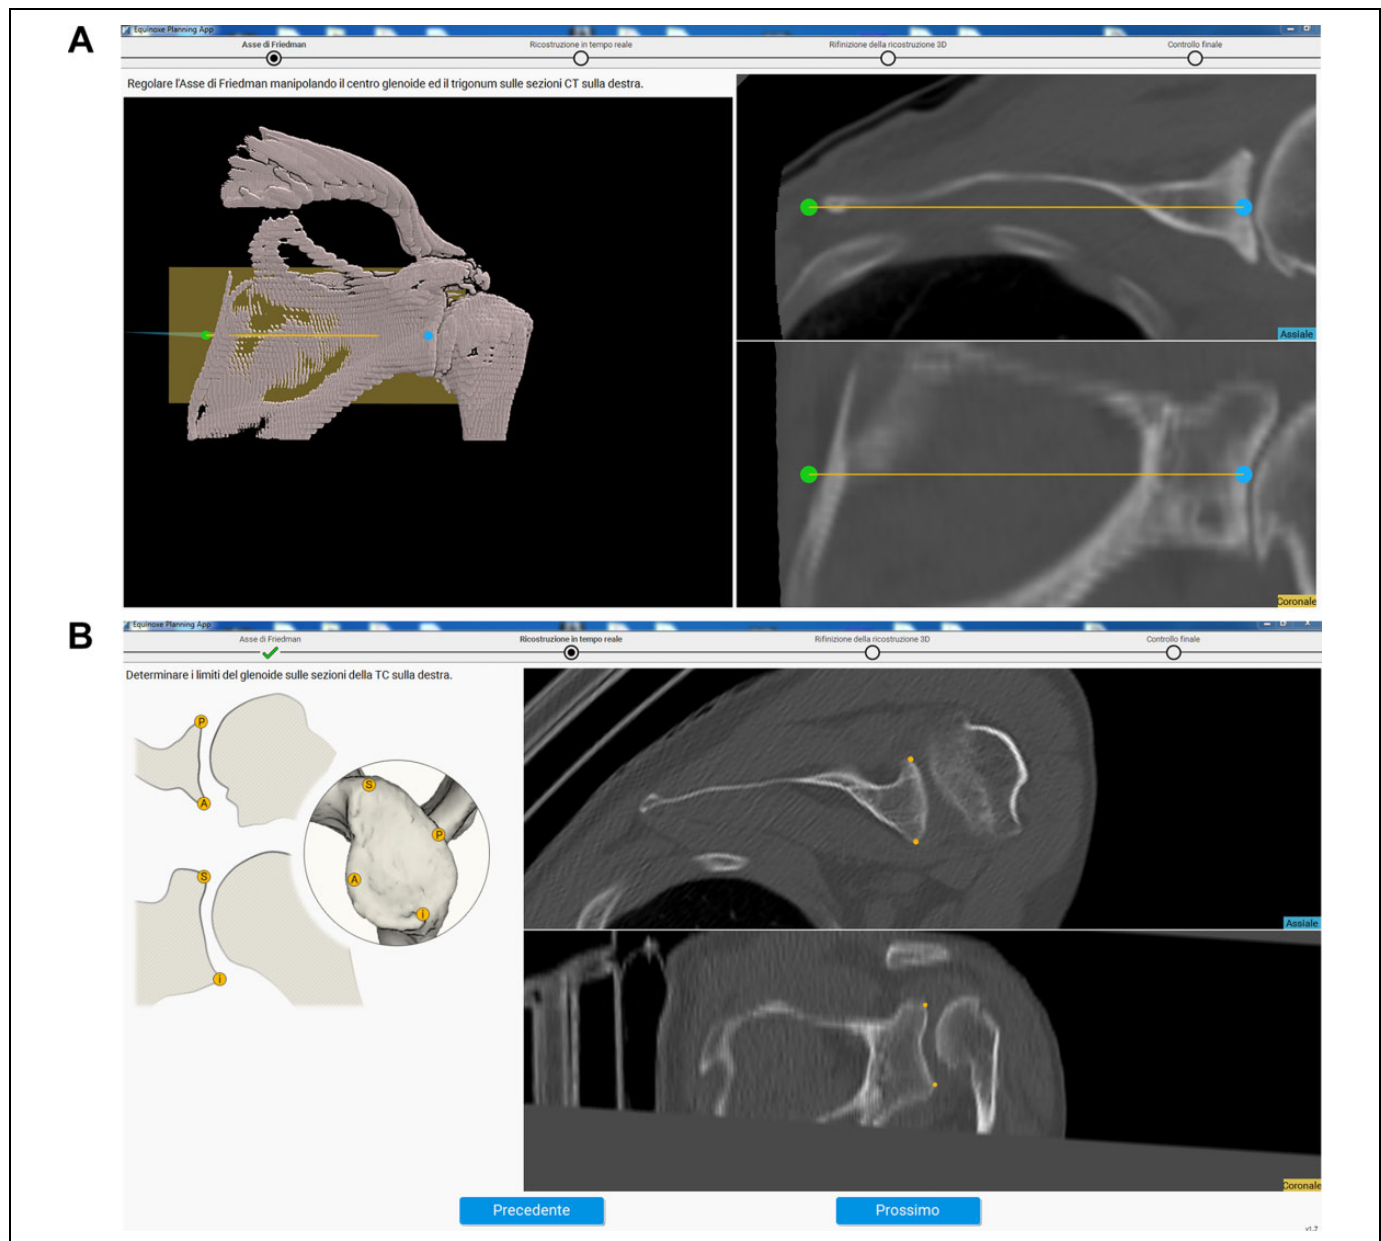 A
Equinoxe Planning App
Asse di Friedman
Ricostruzione in tempo reale
Rifinizione della ricostruzione 3D
Controllo finale
Regolare l'Asse di Friedman manipolando il centro glenoide ed il trigonum sulle sezioni CT sulla destra.
Assiale
Coronale
B
Equinoxe Planning App
Asse di Friedman
Ricostruzione in tempo reale
Rifinizione della ricostruzione 3D
Controllo finale
Determinare i limiti del glenoide sulle sezioni della TC sulla destra.
P
A
S
P
A
i
S
i
Assiale
Coronale
Precedente
Prossimo
v1.2